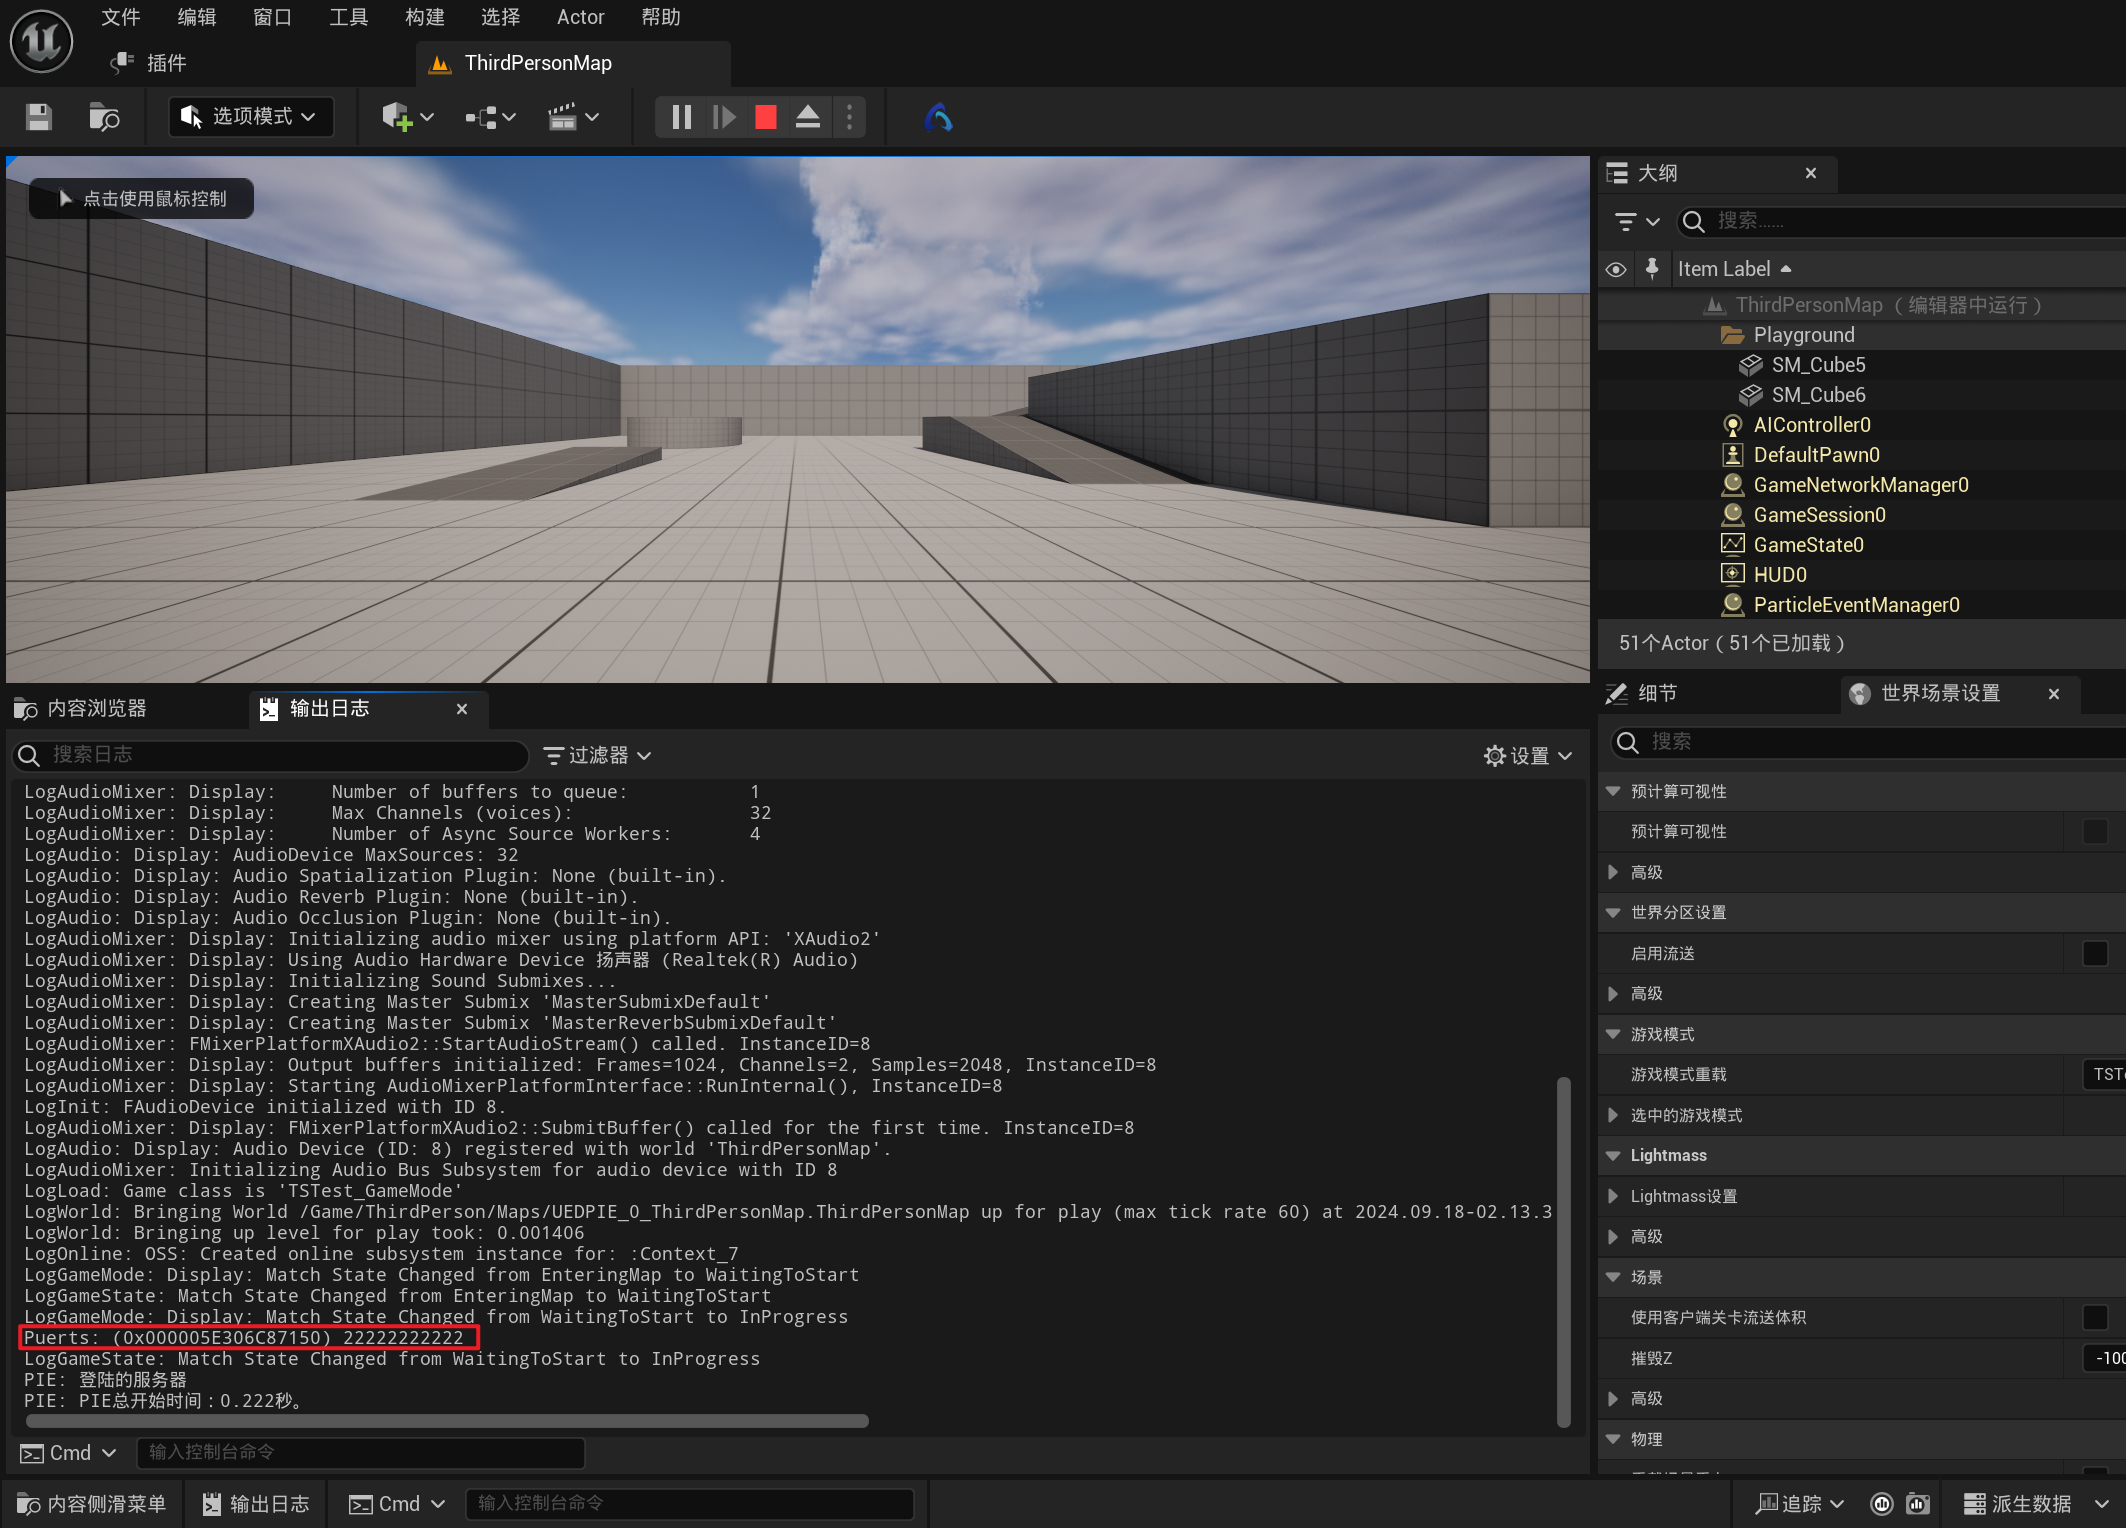 文件 编辑 窗口 工具 构建 选择 Actor 帮助
插件
ThirdPersonMap
选项模式
点击使用鼠标控制
大纲
搜索……
Item Label
ThirdPersonMap（编辑器中运行）
Playground
SM_Cube5
SM_Cube6
AIController0
DefaultPawn0
GameNetworkManager0
GameSession0
GameState0
HUD0
ParticleEventManager0
51个Actor（51个已加载）
内容浏览器
输出日志
搜索日志
过滤器
设置
LogAudioMixer: Display: Number of buffers to queue: 1
LogAudioMixer: Display: Max Channels (voices): 32
LogAudioMixer: Display: Number of Async Source Workers: 4
LogAudio: Display: AudioDevice MaxSources: 32
LogAudio: Display: Audio Spatialization Plugin: None (built-in).
LogAudio: Display: Audio Reverb Plugin: None (built-in).
LogAudio: Display: Audio Occlusion Plugin: None (built-in).
LogAudioMixer: Display: Initializing audio mixer using platform API: 'XAudio2'
LogAudioMixer: Display: Using Audio Hardware Device 扬声器 (Realtek(R) Audio)
LogAudioMixer: Display: Initializing Sound Submixes...
LogAudioMixer: Display: Creating Master Submix 'MasterSubmixDefault'
LogAudioMixer: Display: Creating Master Submix 'MasterReverbSubmixDefault'
LogAudioMixer: FMixerPlatformXAudio2::StartAudioStream() called. InstanceID=8
LogAudioMixer: Display: Output buffers initialized: Frames=1024, Channels=2, Samples=2048, InstanceID=8
LogAudioMixer: Display: Starting AudioMixerPlatformInterface::RunInternal(), InstanceID=8
LogInit: FAudioDevice initialized with ID 8.
LogAudioMixer: Display: FMixerPlatformXAudio2::SubmitBuffer() called for the first time. InstanceID=8
LogAudio: Display: Audio Device (ID: 8) registered with world 'ThirdPersonMap'.
LogAudioMixer: Initializing Audio Bus Subsystem for audio device with ID 8
LogLoad: Game class is 'TSTest_GameMode'
LogWorld: Bringing World /Game/ThirdPerson/Maps/UEDPIE_0_ThirdPersonMap.ThirdPersonMap up for play (max tick rate 60) at 2024.09.18-02.13.3
LogWorld: Bringing up level for play took: 0.001406
LogOnline: OSS: Created online subsystem instance for: :Context_7
LogGameMode: Display: Match State Changed from EnteringMap to WaitingToStart
LogGameState: Match State Changed from EnteringMap to WaitingToStart
LogGameMode: Display: Match State Changed from WaitingToStart to InProgress
Puerts: (0x000005E306C87150) 22222222222
LogGameState: Match State Changed from WaitingToStart to InProgress
PIE: 登陆的服务器
PIE: PIE总开始时间：0.222秒。
Cmd 输入控制台命令
细节
世界场景设置
搜索
预计算可视性
预计算可视性
高级
世界分区设置
启用流送
高级
游戏模式
游戏模式重载 TST
选中的游戏模式
Lightmass
Lightmass设置
高级
场景
使用客户端关卡流送体积
摧毁Z -100
高级
物理
内容侧滑菜单 输出日志 Cmd 输入控制台命令 追踪 派生数据